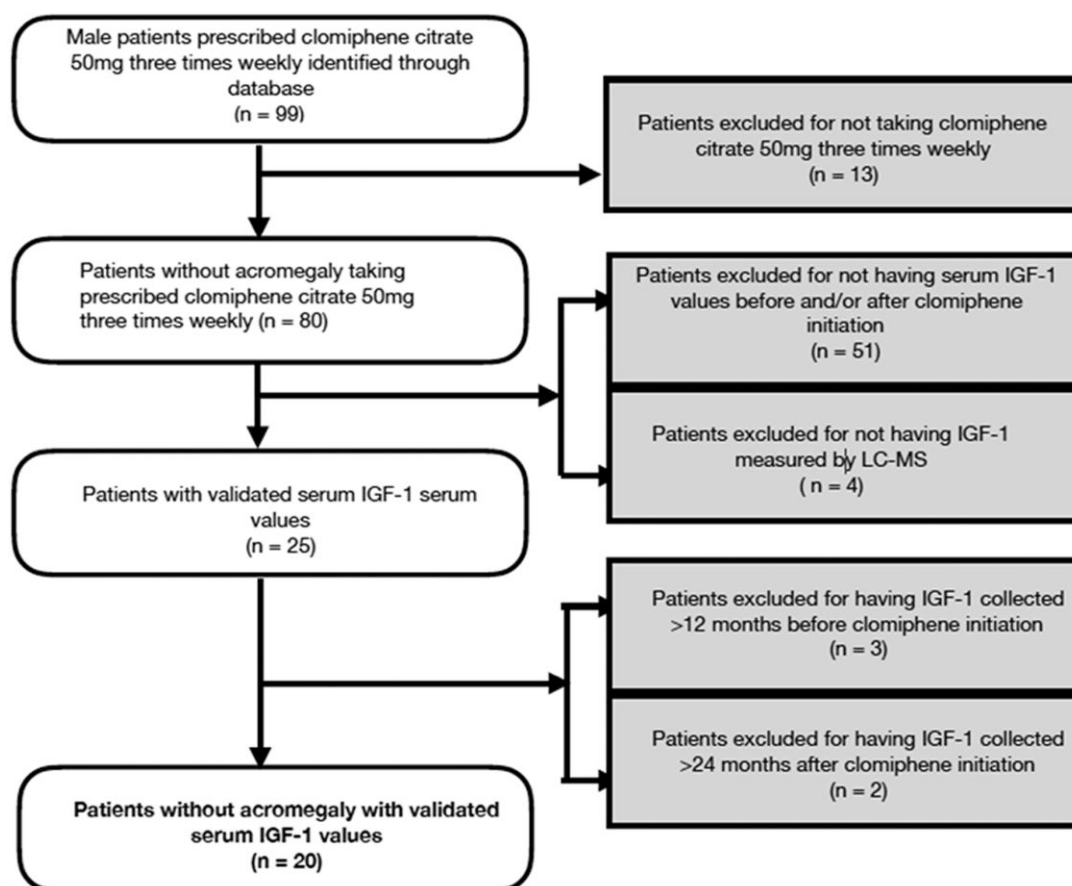 Male patients prescribed clomiphene citrate
50mg three times weekly identified through
database
(n = 99)
Patients excluded for not taking clomiphene
citrate 50mg three times weekly
(n = 13)
Patients without acromegaly taking
prescribed clomiphene citrate 50mg
three times weekly (n = 80)
Patients excluded for not having serum IGF-1
values before and/or after clomiphene
initiation
(n = 51)
Patients excluded for not having IGF-1
measured by LC-MS
( n = 4)
Patients with validated serum IGF-1 serum
values
(n = 25)
Patients excluded for having IGF-1 collected
>12 months before clomiphene initiation
(n = 3)
Patients excluded for having IGF-1 collected
>24 months after clomiphene initiation
(n = 2)
Patients without acromegaly with validated
serum IGF-1 values
(n = 20)